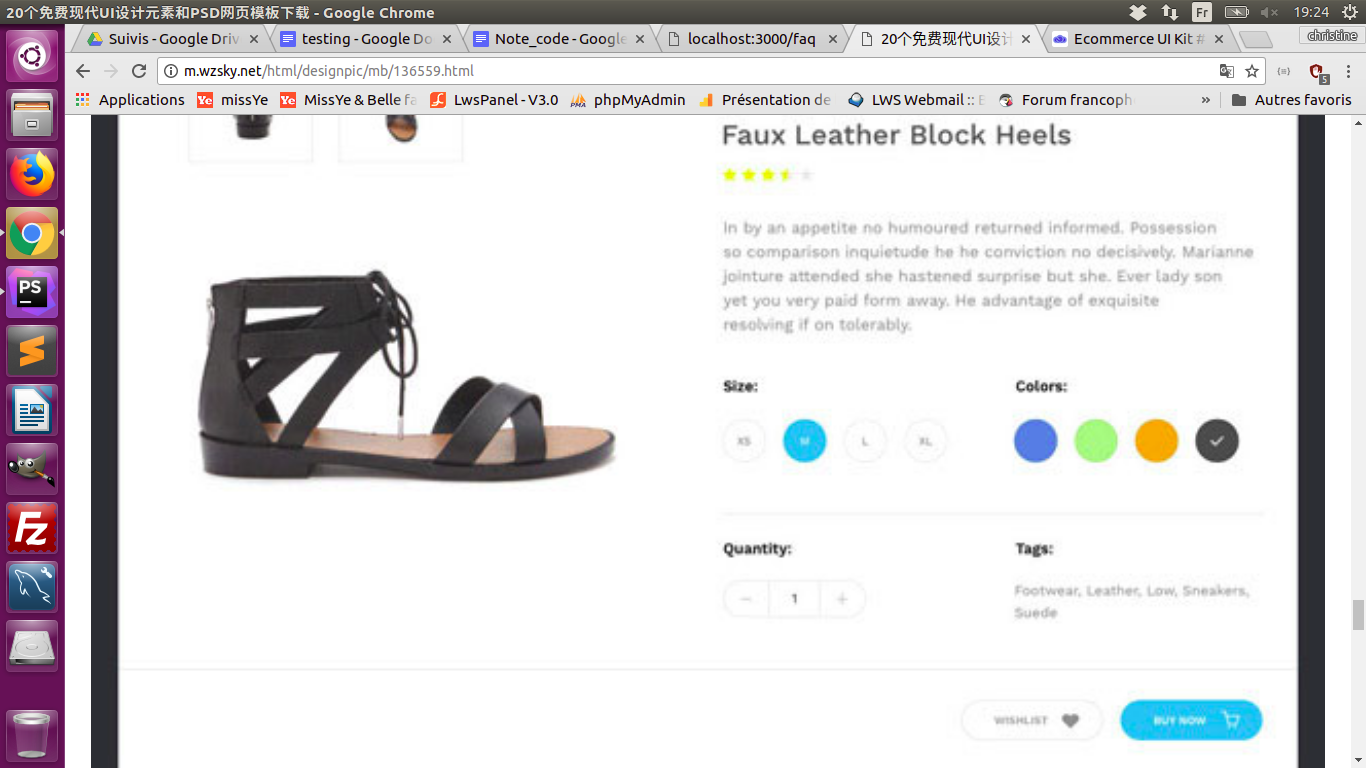 20个免费现代UI设计元素和PSD网页模板下载 - Google Chrome
Fr
19:24
Suivis - Google Driv
testing - Google Do
Note_code - Google
localhost:3000/faq
20个免费现代UI设计
Ecommerce UI Kit #
christine
m.wzsky.net/html/designpic/mb/136559.html
5
Applications
Ye missYe
Ye MissYe & Belle fa
LwsPanel - V3.0
phpMyAdmin
Présentation de
LWS Webmail :: E
Forum francoph
»
Autres favoris
PS
Fz
Faux Leather Block Heels
In by an appetite no humoured returned informed. Possession
so comparison inquietude he he conviction no decisively. Marianne
jointure attended she hastened surprise but she. Ever lady son
yet you very paid form away. He advantage of exquisite
resolving if on tolerably.
Size:
Colors:
XS M L XL
Quantity:
Tags:
− 1 +
Footwear, Leather, Low, Sneakers,
Suede
WISHLIST
BUY NOW